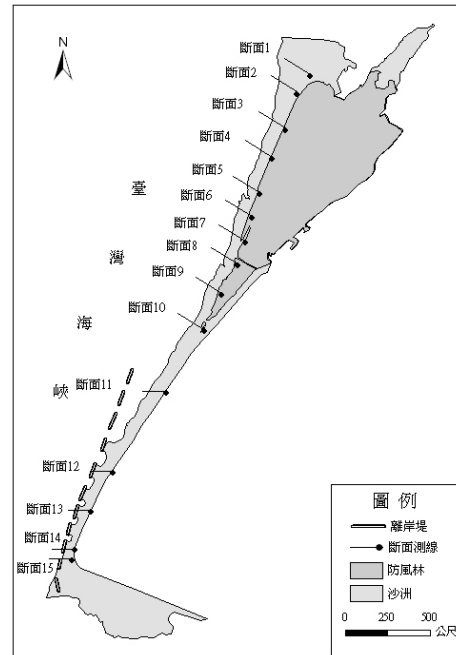 N
斷面1
斷面2
斷面3
斷面4
斷面5
斷面6
斷面7
斷面8
斷面9
斷面10
斷面11
斷面12
斷面13
斷面14
斷面15
臺
灣
海
峽
圖 例
離岸堤
斷面測線
防風林
沙洲
0 250 500
公尺